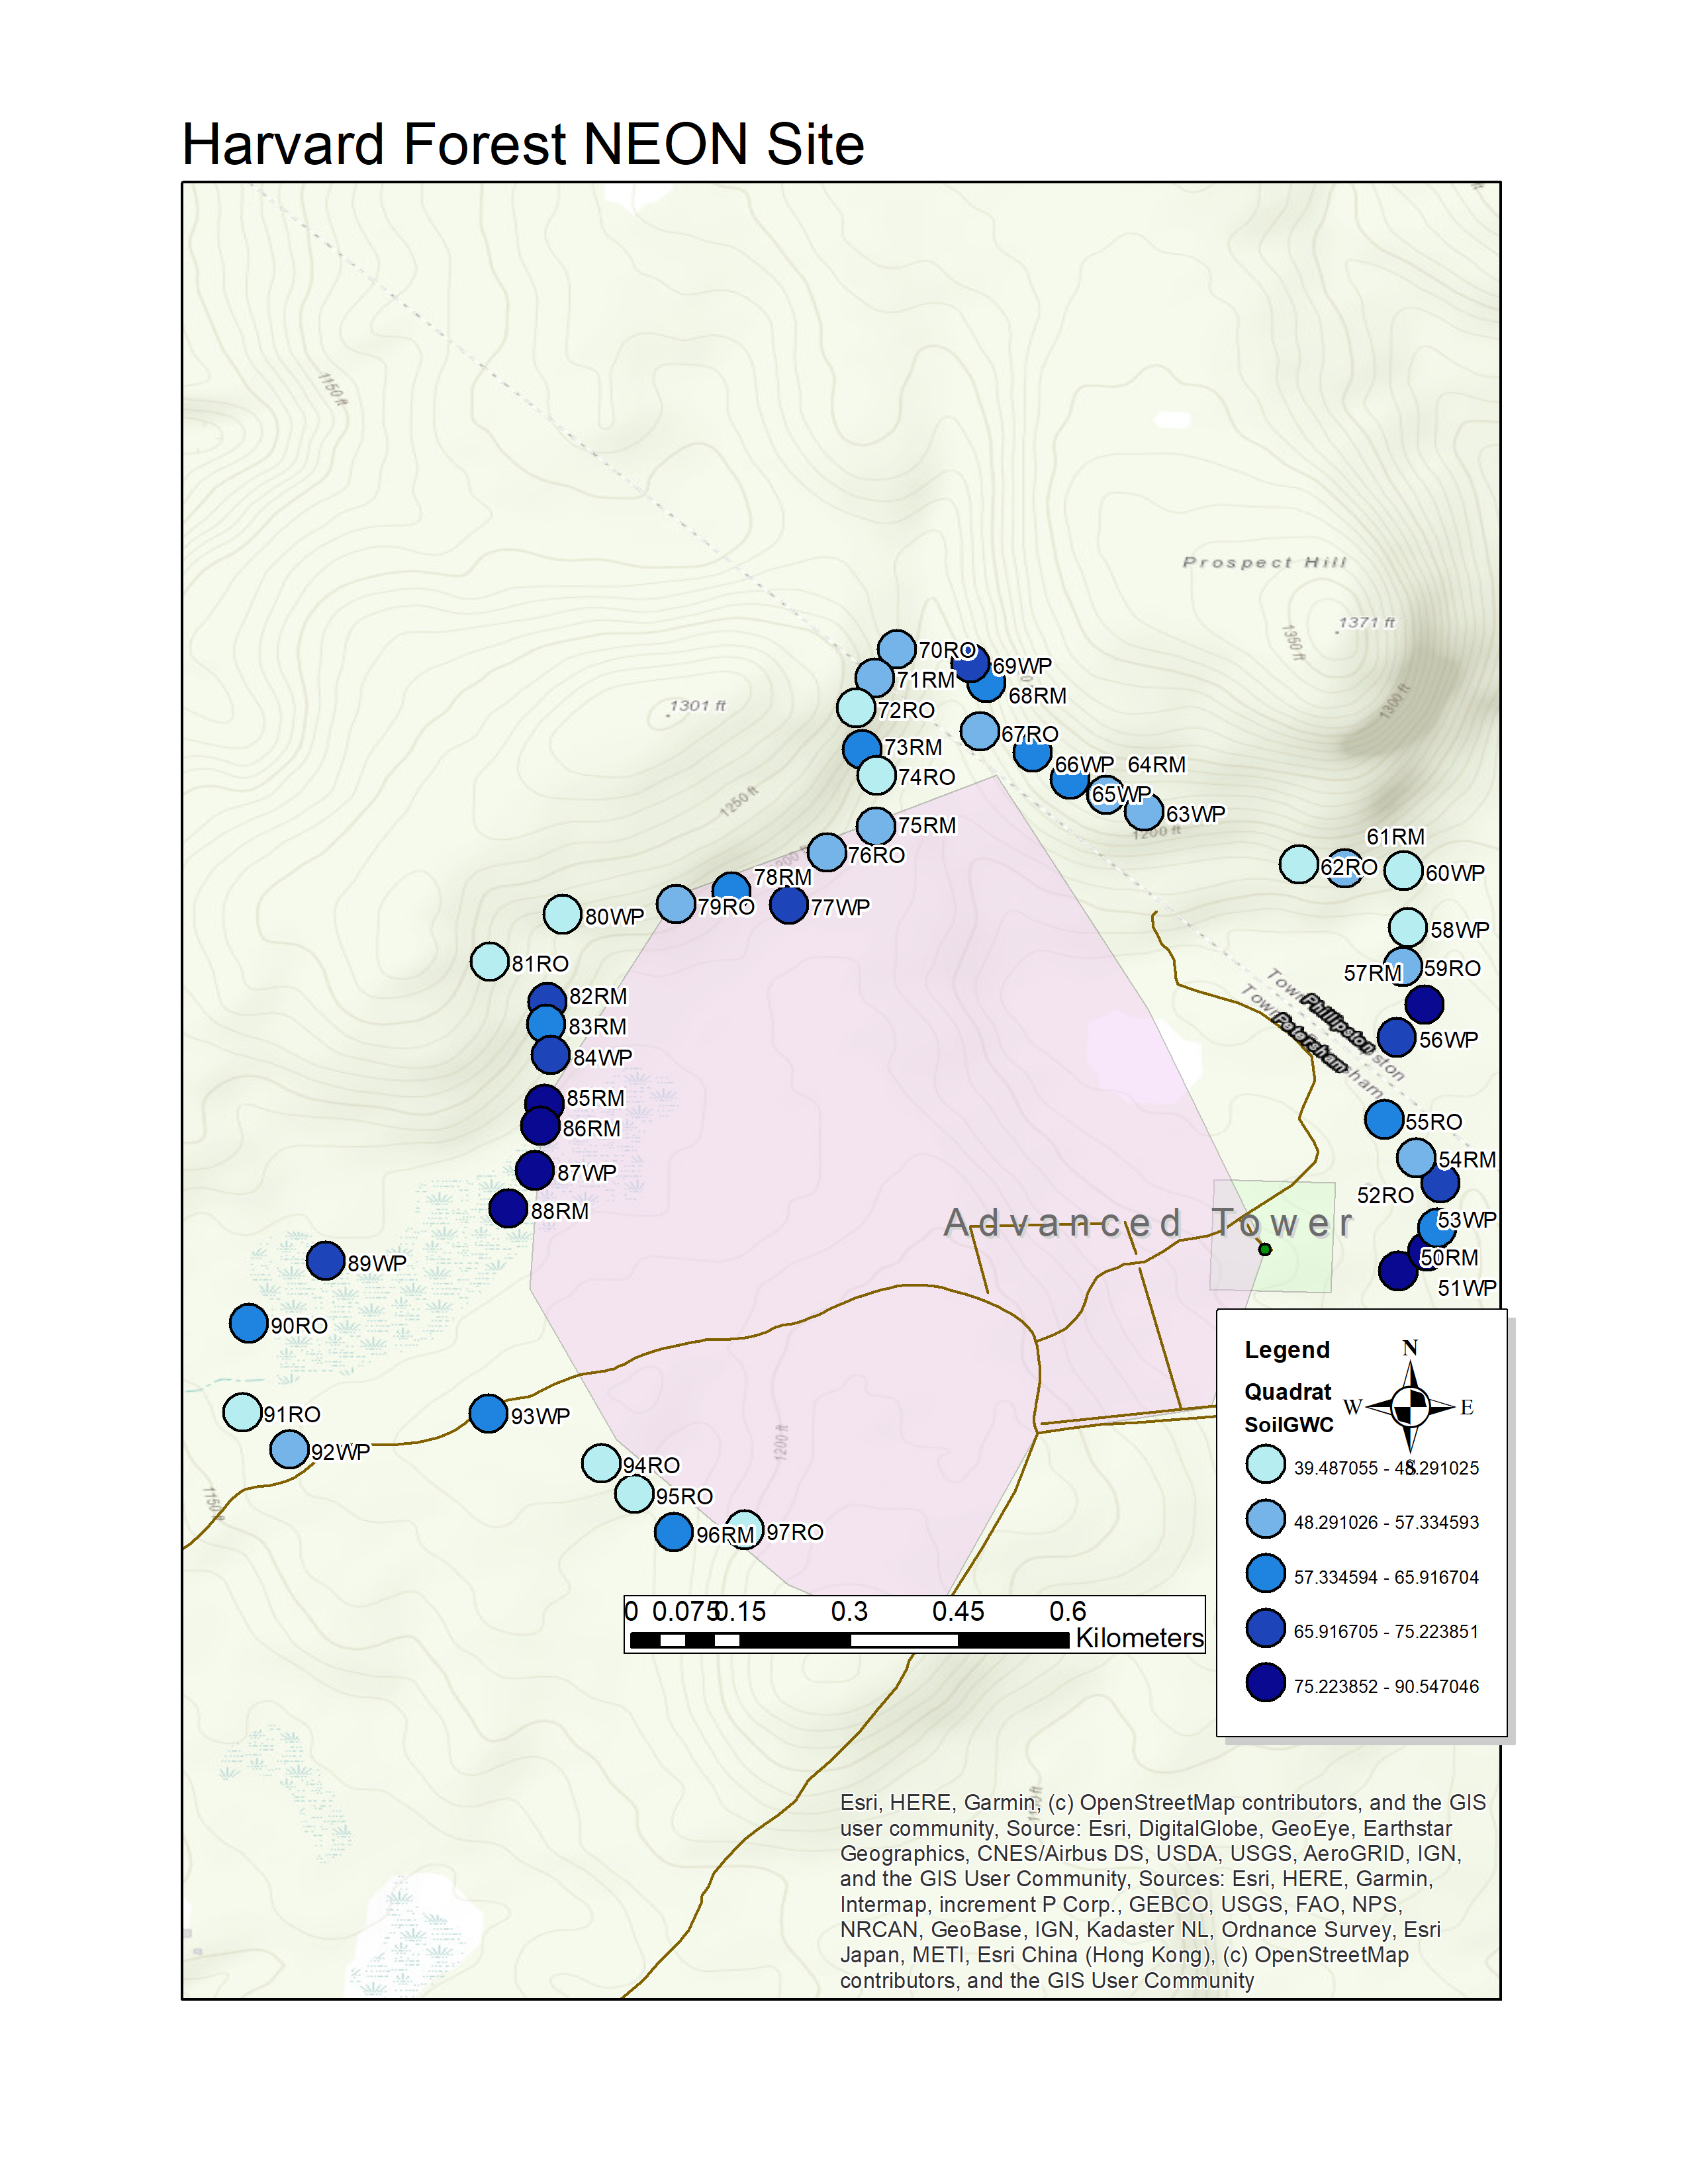 Harvard Forest NEON Site
1150 ft
Prospect Hill
1371 ft
1350 ft
1300 ft
1301 ft
70RO
69WP
71RM
68RM
72RO
67RO
73RM
66WP
64RM
74RO
65WP
63WP
1250 ft
1200 ft
75RM
61RM
76RO
62RO
60WP
78RM
79RO
77WP
80WP
58WP
81RO
57RM
59RO
82RM
83RM
Phillipston
56WP
84WP
Petersham
85RM
55RO
86RM
54RM
87WP
52RO
88RM
Advanced Tower
53WP
89WP
50RM
51WP
90RO
91RO
93WP
92WP
1200 ft
94RO
1150 ft
95RO
96RM
97RO
0 0.075 0.15 0.3 0.45 0.6
Kilometers
Legend
N
Quadrat
W E
SoilGWC
S
39.487055 - 48.291025
48.291026 - 57.334593
57.334594 - 65.916704
65.916705 - 75.223851
75.223852 - 90.547046
Esri, HERE, Garmin, (c) OpenStreetMap contributors, and the GIS
user community, Source: Esri, DigitalGlobe, GeoEye, Earthstar
Geographics, CNES/Airbus DS, USDA, USGS, AeroGRID, IGN,
and the GIS User Community, Sources: Esri, HERE, Garmin,
Intermap, increment P Corp., GEBCO, USGS, FAO, NPS,
NRCAN, GeoBase, IGN, Kadaster NL, Ordnance Survey, Esri
Japan, METI, Esri China (Hong Kong), (c) OpenStreetMap
contributors, and the GIS User Community